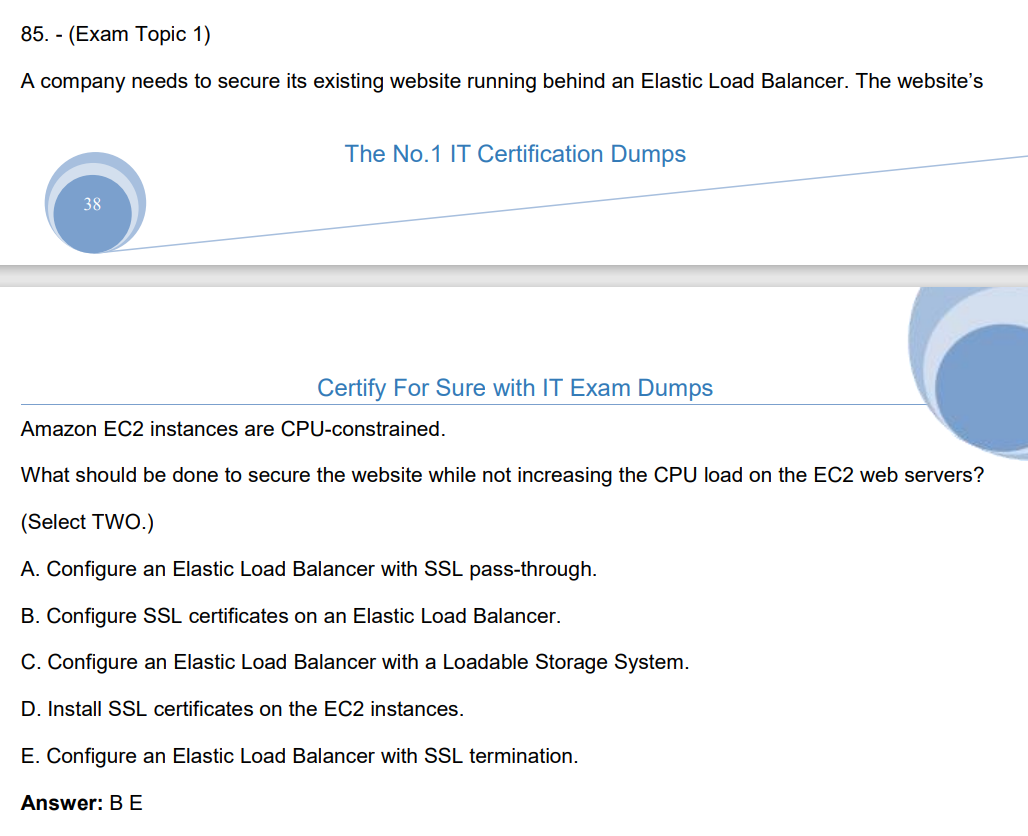 85. - (Exam Topic 1)
A company needs to secure its existing website running behind an Elastic Load Balancer. The website’s
The No.1 IT Certification Dumps
38
Certify For Sure with IT Exam Dumps
Amazon EC2 instances are CPU-constrained.
What should be done to secure the website while not increasing the CPU load on the EC2 web servers?
(Select TWO.)
A. Configure an Elastic Load Balancer with SSL pass-through.
B. Configure SSL certificates on an Elastic Load Balancer.
C. Configure an Elastic Load Balancer with a Loadable Storage System.
D. Install SSL certificates on the EC2 instances.
E. Configure an Elastic Load Balancer with SSL termination.
Answer: B E